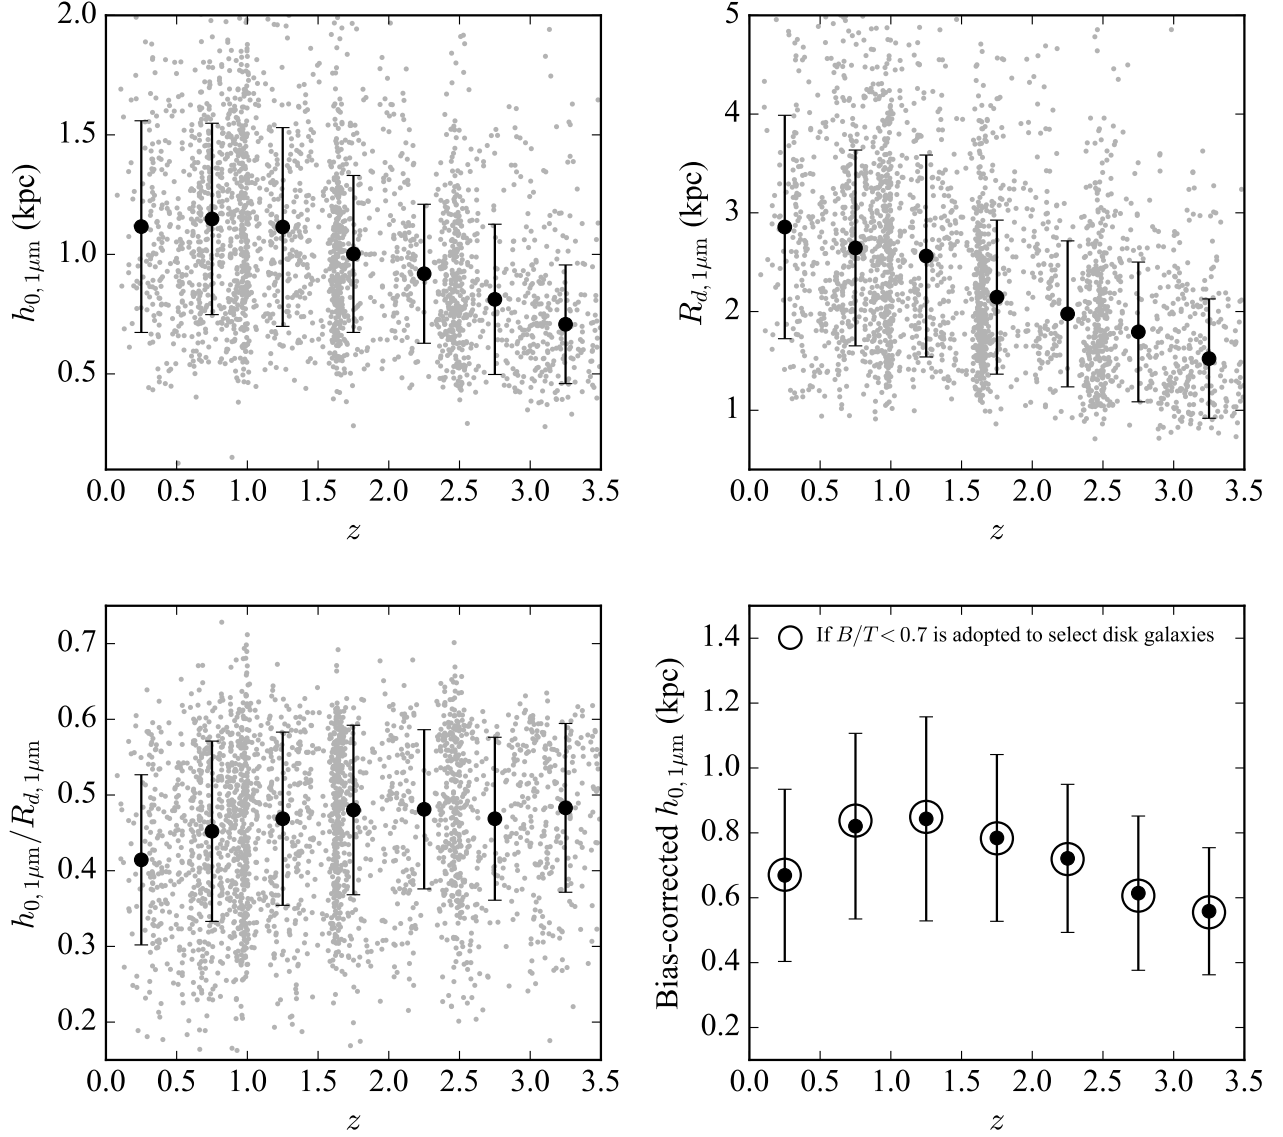 2.0
1.5
1.0
0.5
h0, 1μm (kpc)
0.0 0.5 1.0 1.5 2.0 2.5 3.0 3.5
z
5
4
3
2
1
Rd, 1μm (kpc)
0.0 0.5 1.0 1.5 2.0 2.5 3.0 3.5
z
0.7
0.6
0.5
0.4
0.3
0.2
h0, 1μm/Rd, 1μm
0.0 0.5 1.0 1.5 2.0 2.5 3.0 3.5
z
If B/T < 0.7 is adopted to select disk galaxies
1.4
1.2
1.0
0.8
0.6
0.4
0.2
Bias-corrected h0, 1μm (kpc)
0.0 0.5 1.0 1.5 2.0 2.5 3.0 3.5
z